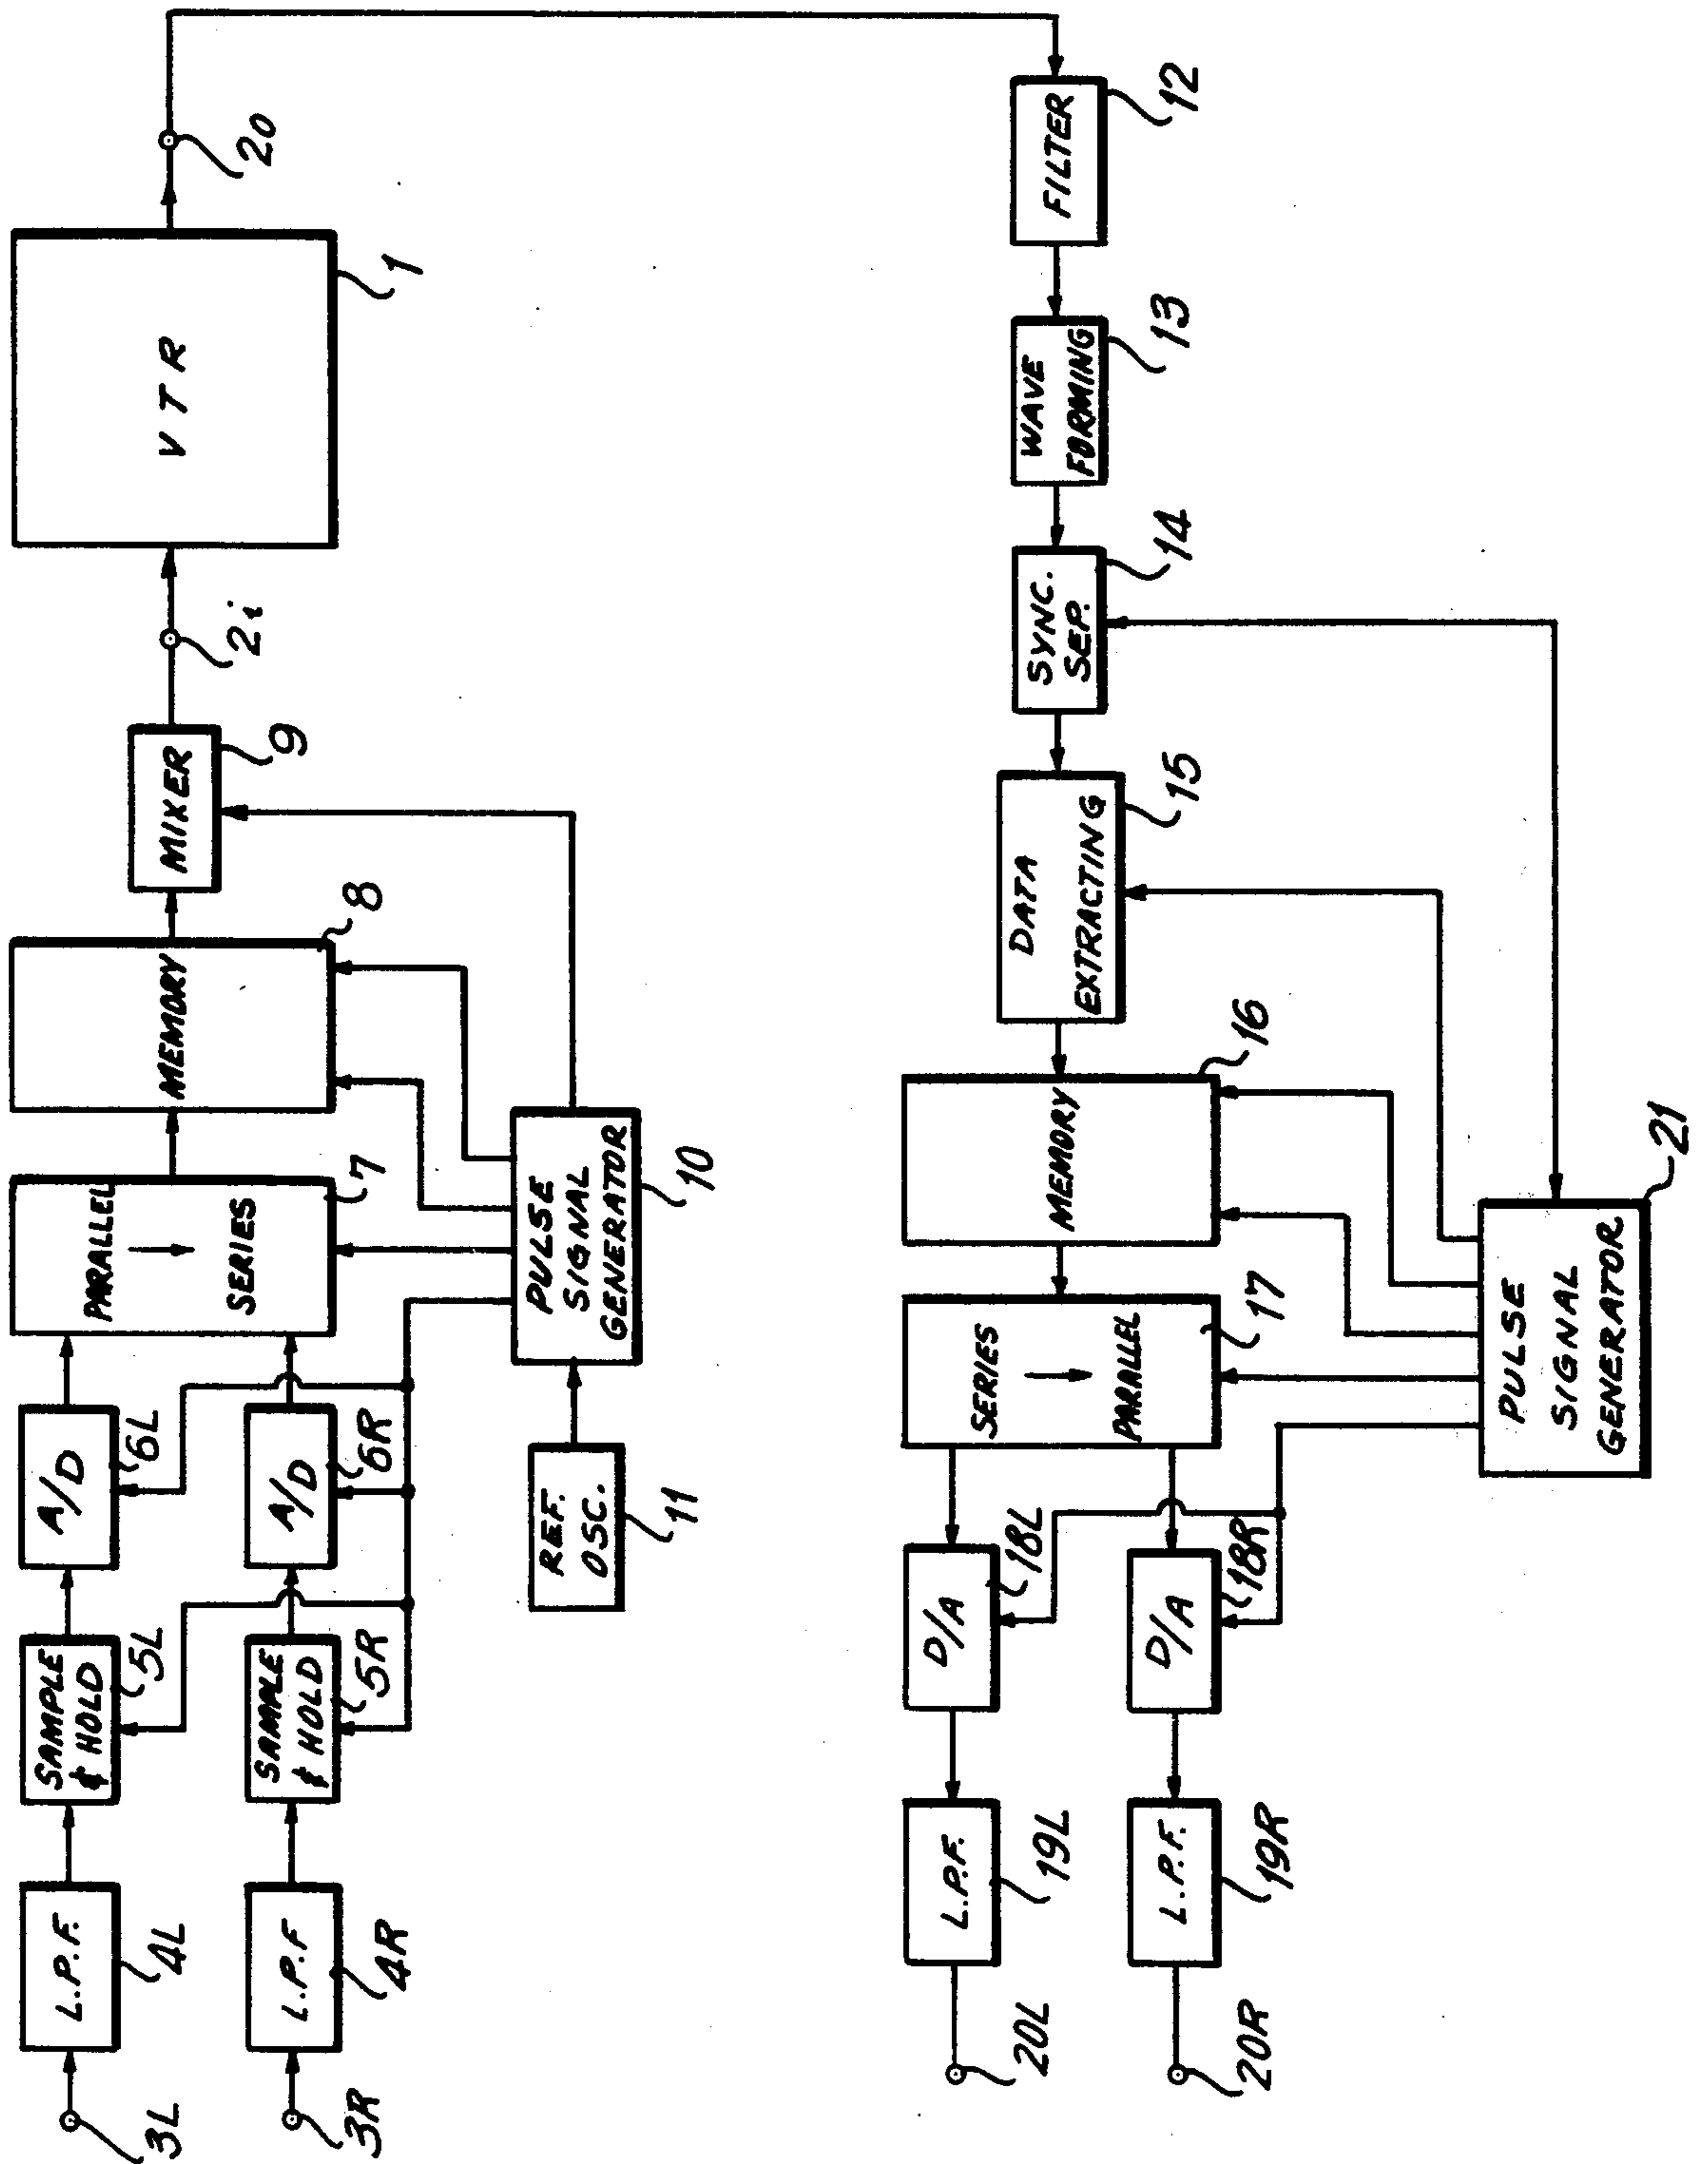 3L
L.P.F.
4L
SAMPLE
& HOLD
5L
A/D
6L
3R
L.P.F
4R
SAMPLE
& HOLD
5R
A/D
6R
PARALLEL
SERIES
7
MEMORY
8
MIXER
9
2i
VTR
1
2o
REF.
OSC.
11
PULSE
SIGNAL
GENERATOR
10
FILTER
12
WAVE
FORMING
13
SYNC.
SEP.
14
DATA
EXTRACTING
15
MEMORY
16
SERIES
PARALLEL
17
D/A
18L
D/A
18R
L.P.F.
19L
L.P.F.
19R
20L
20R
PULSE
SIGNAL
GENERATOR
21